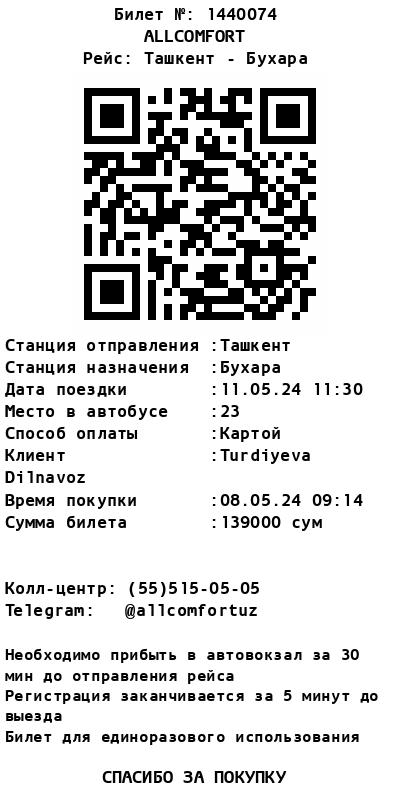 Билет №: 1440074
ALLCOMFORT
Рейс: Ташкент - Бухара
Станция отправления :Ташкент
Станция назначения :Бухара
Дата поездки :11.05.24 11:30
Место в автобусе :23
Способ оплаты :Картой
Клиент :Turdiyeva
Dilnavoz
Время покупки :08.05.24 09:14
Сумма билета :139000 сум
Колл-центр: (55)515-05-05
Telegram: @allcomfortuz
Необходимо прибыть в автовокзал за 30
мин до отправления рейса
Регистрация заканчивается за 5 минут до
выезда
Билет для единоразового использования
СПАСИБО ЗА ПОКУПКУ